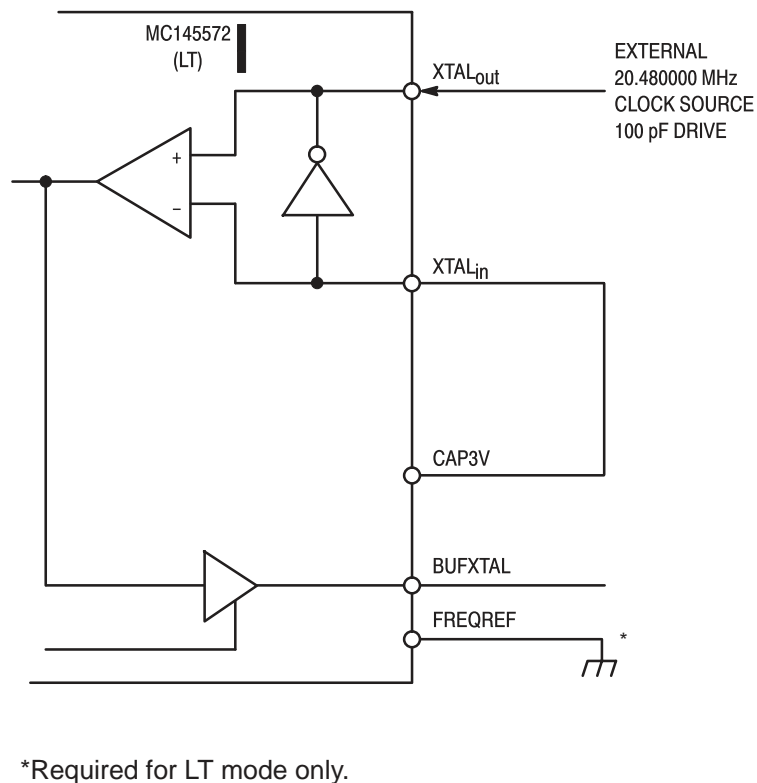 MC145572
(LT)
XTALout
EXTERNAL
20.480000 MHz
CLOCK SOURCE
100 pF DRIVE
+
–
XTALin
CAP3V
BUFXTAL
FREQREF
*
*Required for LT mode only.